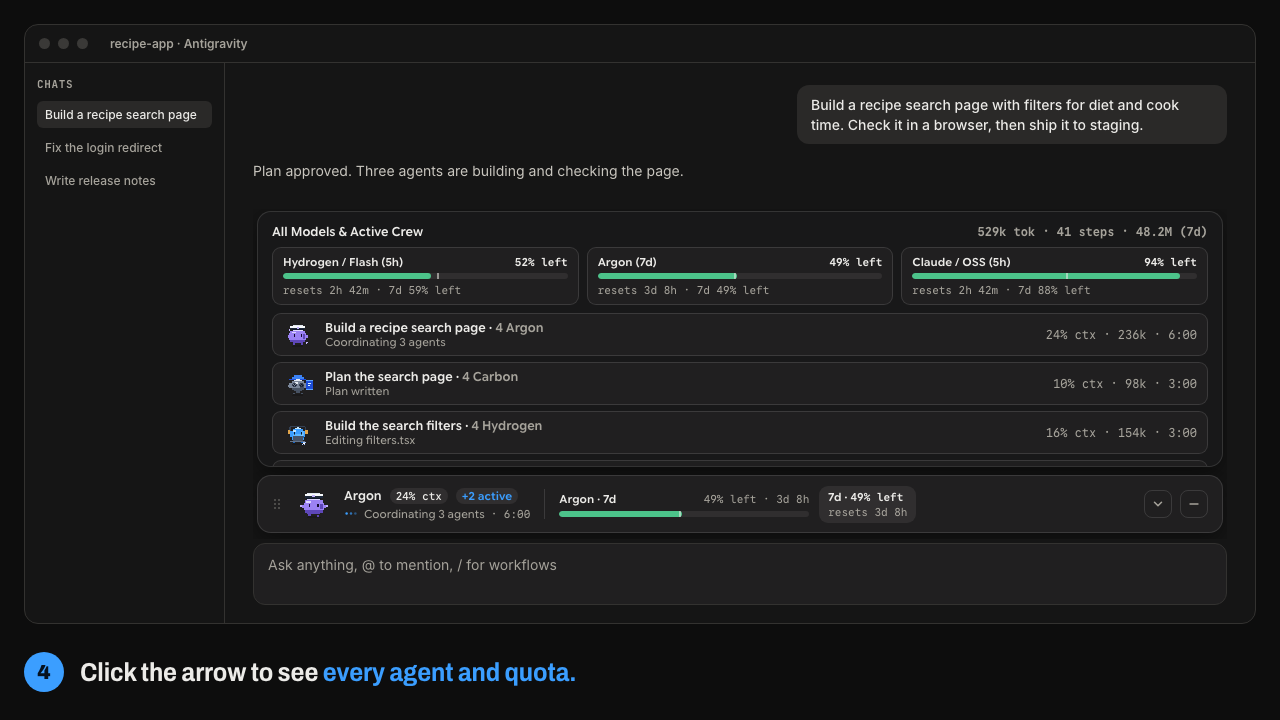 recipe-app · Antigravity
CHATS
Build a recipe search page
Fix the login redirect
Write release notes
Build a recipe search page with filters for diet and cook
time. Check it in a browser, then ship it to staging.
Plan approved. Three agents are building and checking the page.
All Models & Active Crew
529k tok · 41 steps · 48.2M (7d)
Hydrogen / Flash (5h)
52% left
resets 2h 42m · 7d 59% left
Argon (7d)
49% left
resets 3d 8h · 7d 49% left
Claude / OSS (5h)
94% left
resets 2h 42m · 7d 88% left
Build a recipe search page · 4 Argon
Coordinating 3 agents
24% ctx · 236k · 6:00
Plan the search page · 4 Carbon
Plan written
10% ctx · 98k · 3:00
Build the search filters · 4 Hydrogen
Editing filters.tsx
16% ctx · 154k · 3:00
Argon
24% ctx
+2 active
Coordinating 3 agents · 6:00
Argon · 7d
49% left · 3d 8h
7d · 49% left
resets 3d 8h
Ask anything, @ to mention, / for workflows
4
Click the arrow to see every agent and quota.